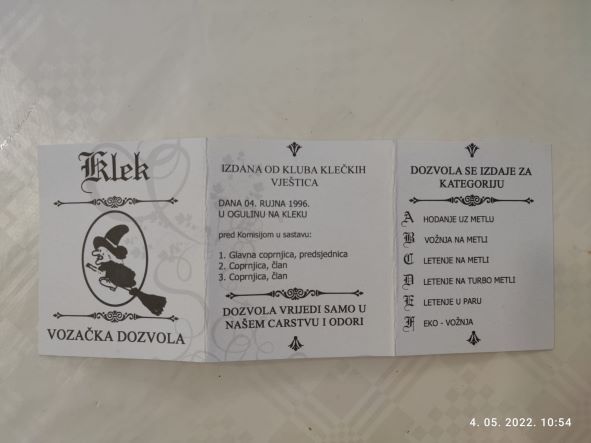 Klek
VOZAČKA DOZVOLA
IZDANA OD KLUBA KLEČKIH
VJEŠTICA
DANA 04. RUJNA 1996.
U OGULINU NA KLEKU
pred Komisijom u sastavu:
1. Glavna coprnjica, predsjednica
2. Coprnjica, član
3. Coprnjica, član
DOZVOLA VRIJEDI SAMO U
NAŠEM CARSTVU I ODORI
DOZVOLA SE IZDAJE ZA
KATEGORIJU
A HODANJE UZ METLU
B VOŽNJA NA METLI
C LETENJE NA METLI
D LETENJE NA TURBO METLI
E LETENJE U PARU
F EKO - VOŽNJA
4. 05. 2022. 10:54